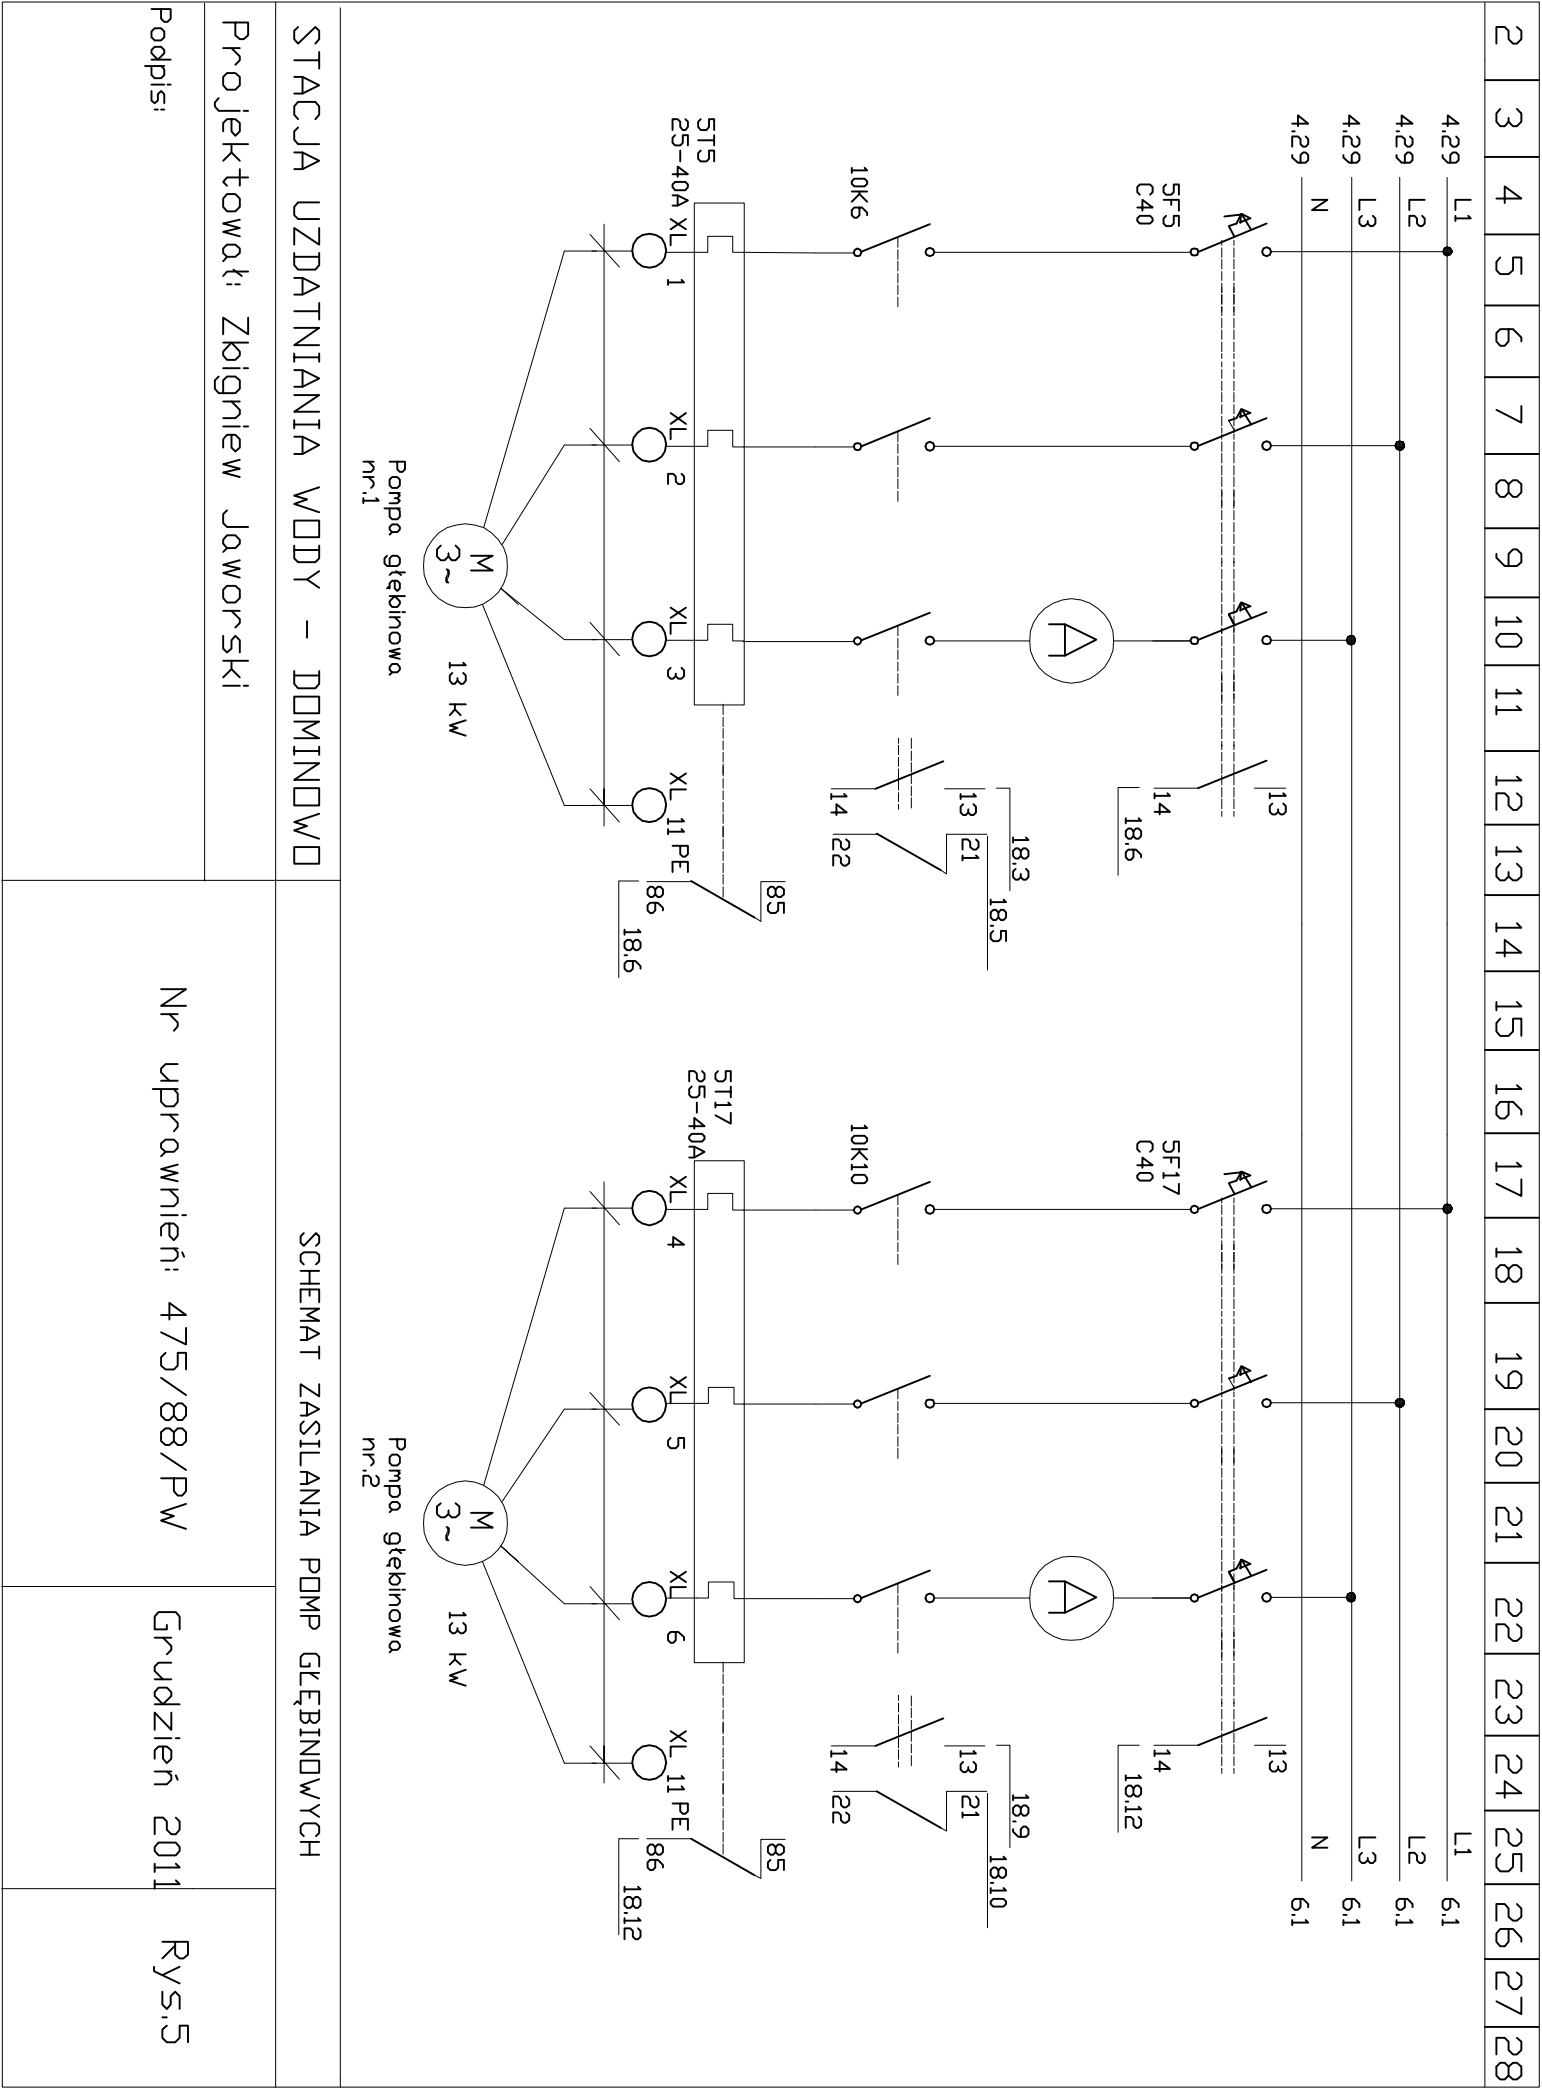 2 3 4 5 6 7 8 9 10 11 12 13 14 15 16 17 18 19 20 21 22 23 24 25 26 27 28
4.29 L1 L1 6.1
4.29 L2 L2 6.1
4.29 L3 L3 6.1
4.29 N N 6.1
13 13
5F5 5F17
C40 C40
14 14
18.6 18.12
A A
18.3 18.9
18.5 18.10
13 21 13 21
10K6 10K10
14 22 14 22
85 85
5T5 5T17
25-40A 25-40A
XL 1 XL 2 XL 3 XL 11 PE XL 4 XL 5 XL 6 XL 11 PE
86 86
18.6 18.12
M M
3~ 3~
13 kW 13 kW
Pompa głębinowa Pompa głębinowa
nr.1 nr.2
STACJA UZDATNIANIA WODY - DOMINOWO
SCHEMAT ZASILANIA POMP GŁĘBINOWYCH
Projektował: Zbigniew Jaworski
Podpis:
Nr uprawnień: 475/88/PW
Grudzień 2011
Rys.5